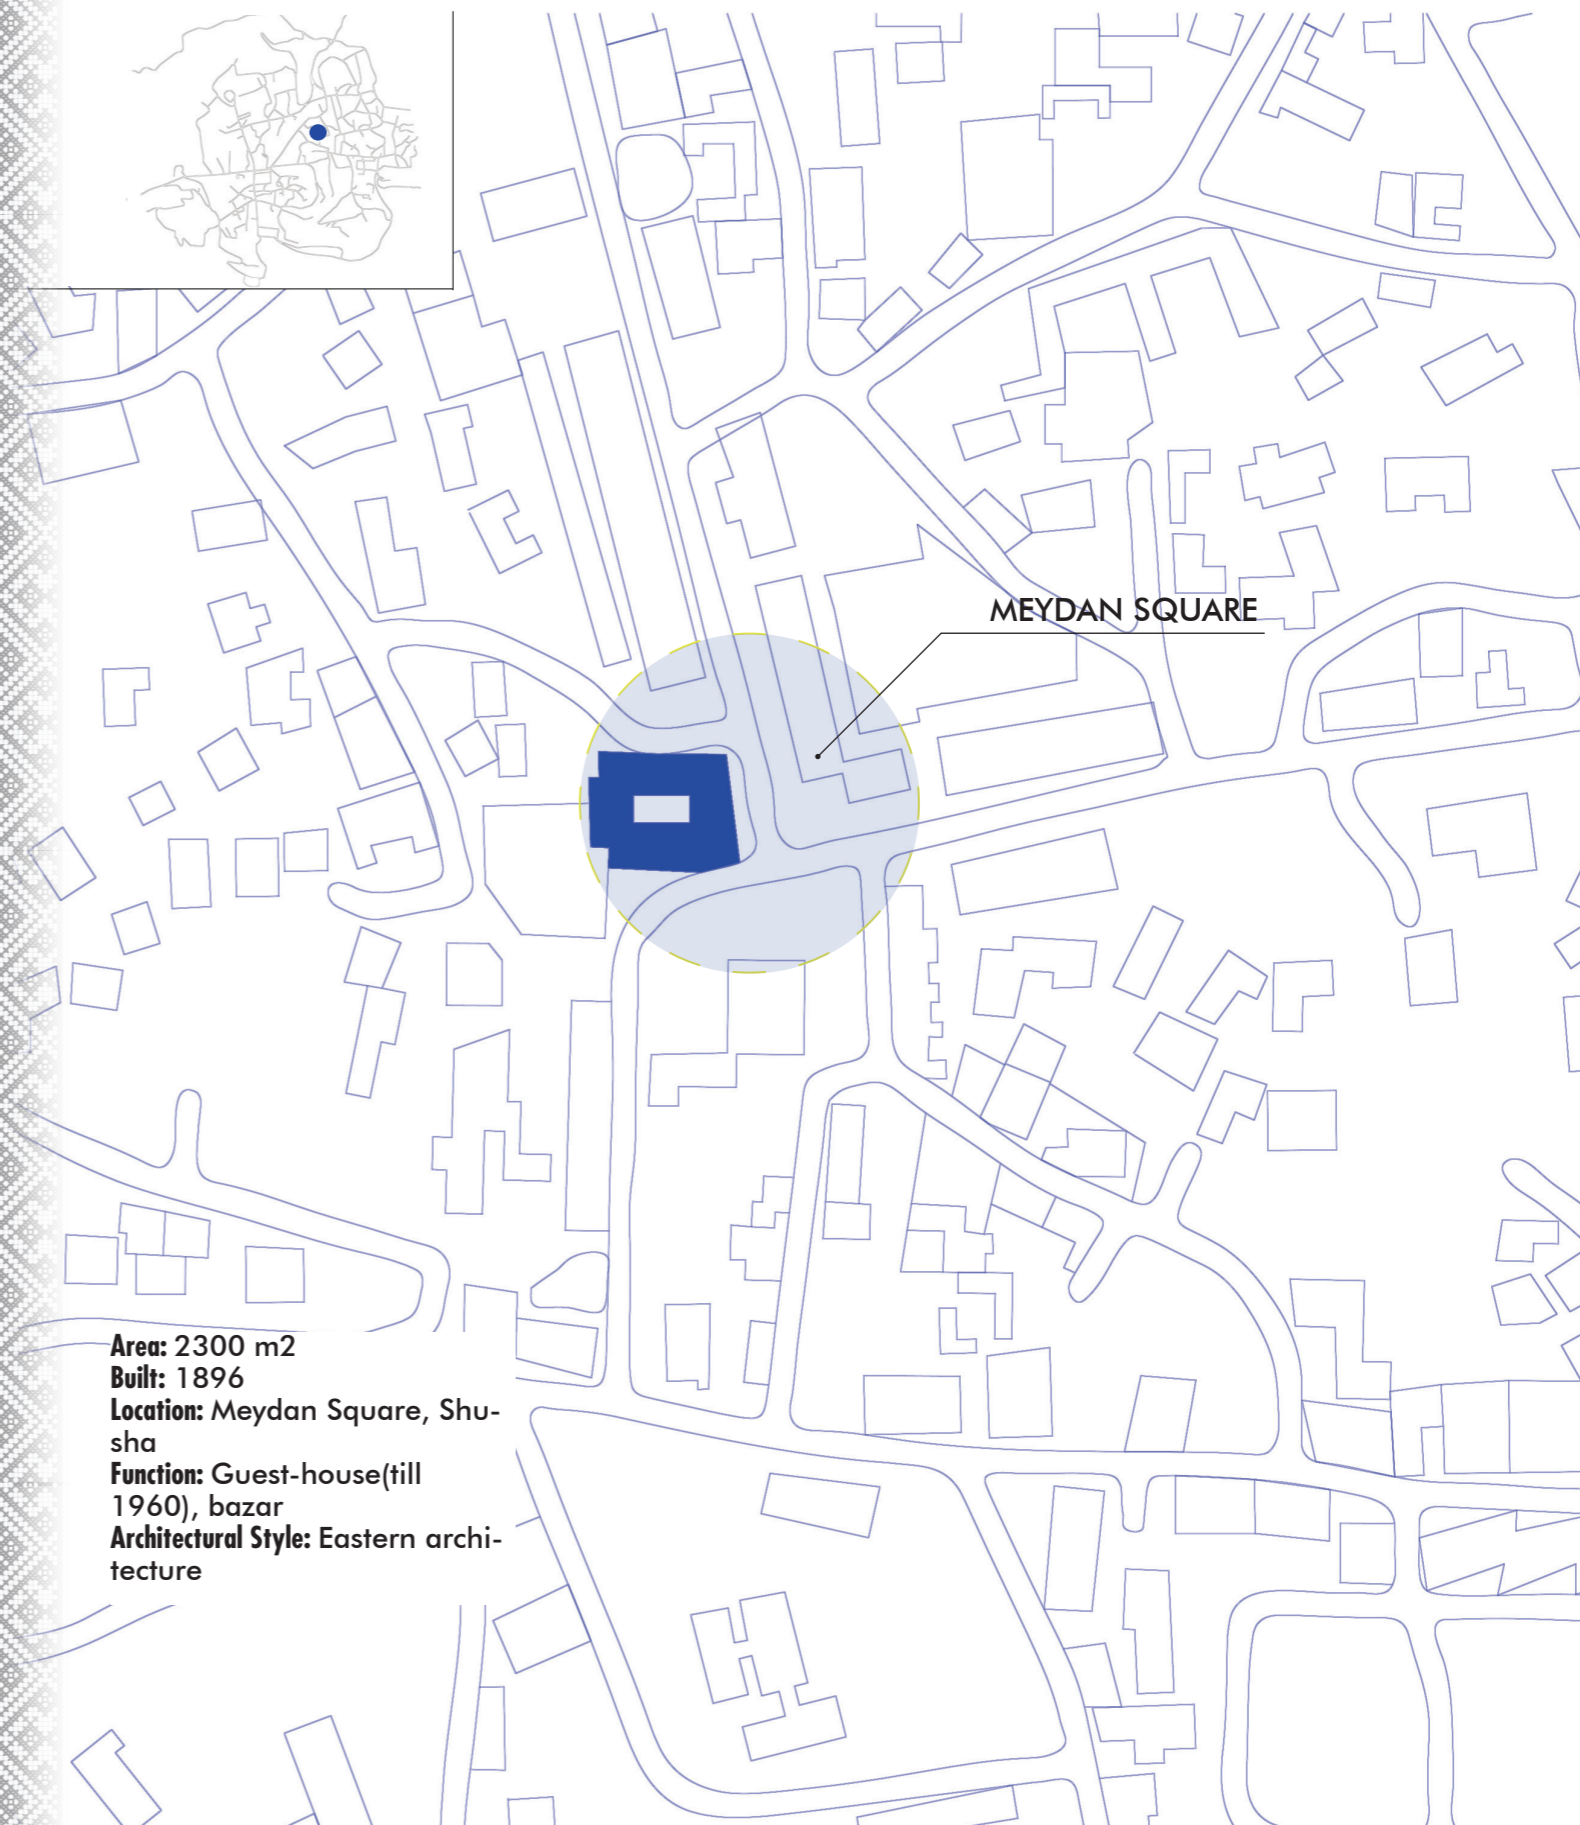 MEYDAN SQUARE
Area: 2300 m2
Built: 1896
Location: Meydan Square, Shu-
sha
Function: Guest-house(till
1960), bazar
Architectural Style: Eastern archi-
tecture